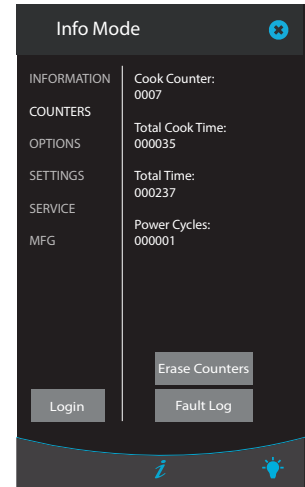 Info Mode
INFORMATION
COUNTERS
OPTIONS
SETTINGS
SERVICE
MFG
Cook Counter:
0007
Total Cook Time:
000035
Total Time:
000237
Power Cycles:
000001
Erase Counters
Login
Fault Log
i